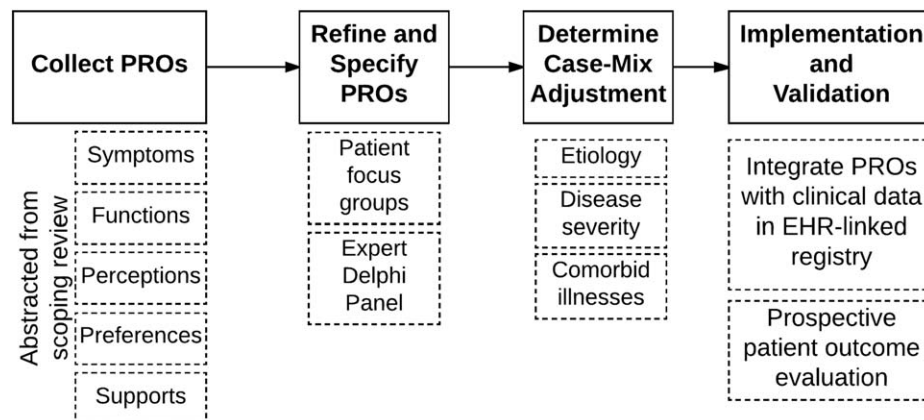 Collect PROs
Refine and
Specify
PROs
Determine
Case-Mix
Adjustment
Implementation
and
Validation
Abstracted from
scoping review
Symptoms
Functions
Perceptions
Preferences
Supports
Patient
focus
groups
Expert
Delphi
Panel
Etiology
Disease
severity
Comorbid
illnesses
Integrate PROs
with clinical data
in EHR-linked
registry
Prospective
patient outcome
evaluation